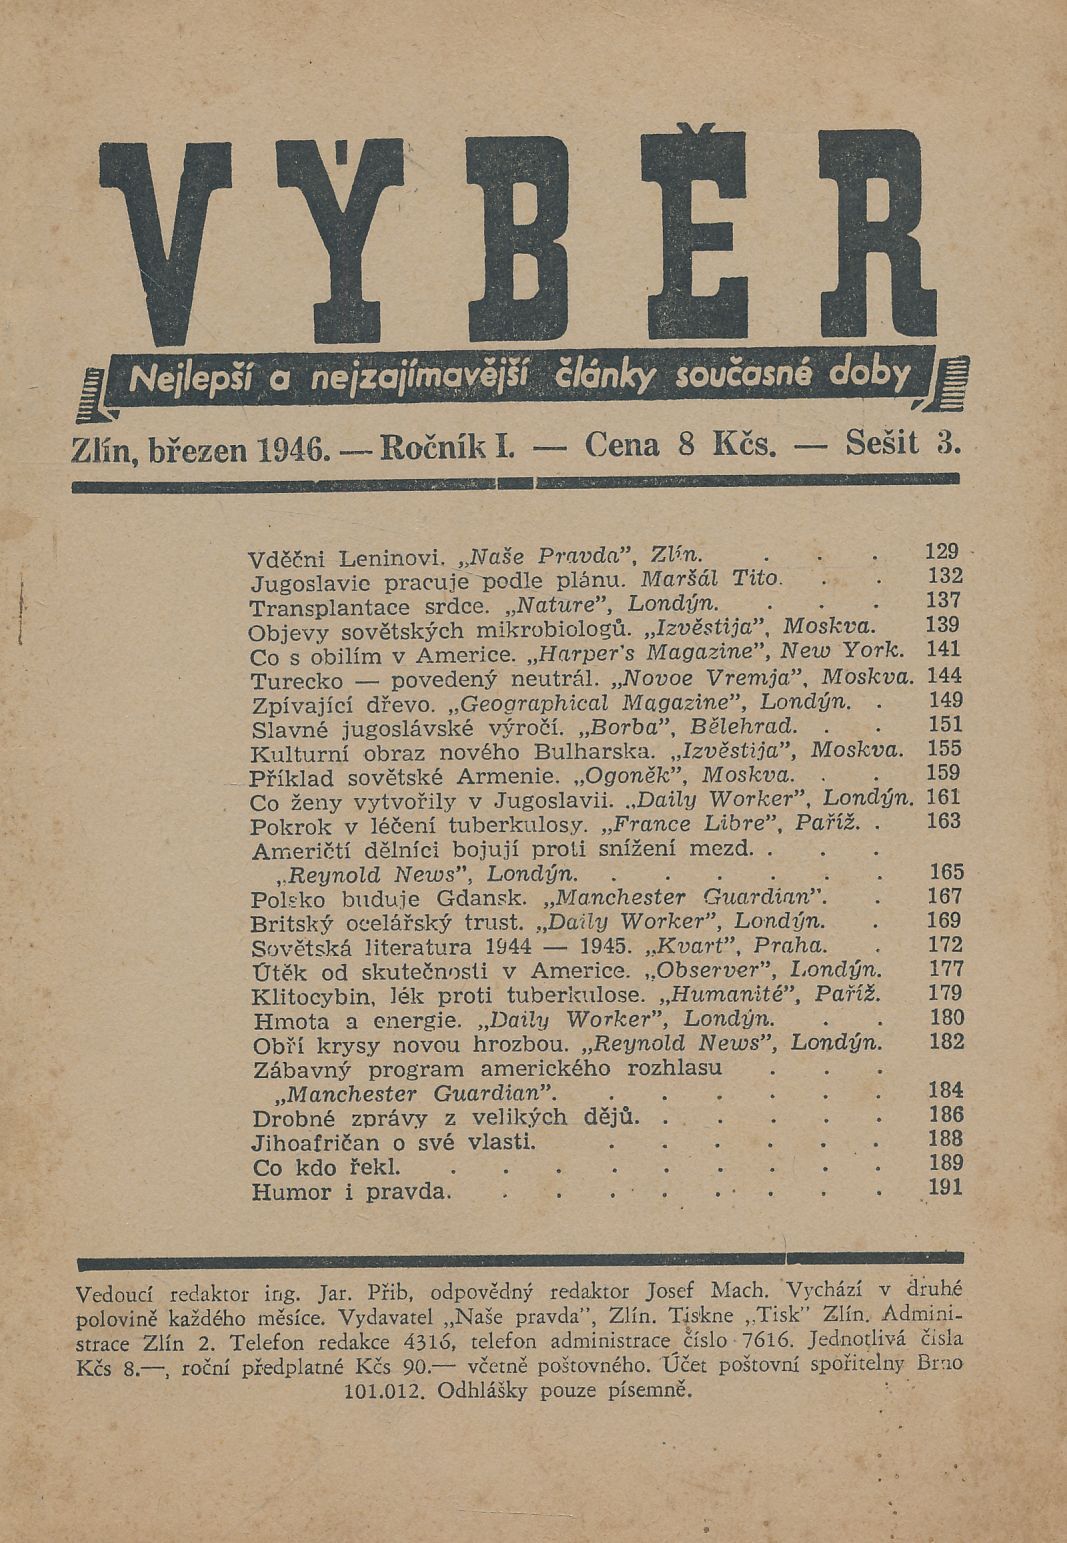 VÝBĚR
Nejlepší a nejzajímavější články současné doby
Zlín, březen 1946. — Ročník I. — Cena 8 Kčs. — Sešit 3.
Vděčni Leninovi. „Naše Pravda”, Zlín. . . . 129
Jugoslavie pracuje podle plánu. Maršál Tito. . . 132
Transplantace srdce. „Nature”, Londýn. . . . 137
Objevy sovětských mikrobiologů. „Izvěstija”, Moskva. 139
Co s obilím v Americe. „Harper's Magazine”, New York. 141
Turecko — povedený neutrál. „Novoe Vremja”, Moskva. 144
Zpívající dřevo. „Geographical Magazine”, Londýn. . 149
Slavné jugoslávské výročí. „Borba”, Bělehrad. . . 151
Kulturní obraz nového Bulharska. „Izvěstija”, Moskva. 155
Příklad sovětské Armenie. „Ogoněk”, Moskva. . . 159
Co ženy vytvořily v Jugoslavii. „Daily Worker”, Londýn. 161
Pokrok v léčení tuberkulosy. „France Libre”, Paříž. . 163
Američtí dělníci bojují proti snížení mezd. . . .
„Reynold News”, Londýn. . . . . . . 165
Polsko buduje Gdansk. „Manchester Guardian”. . 167
Britský ocelářský trust. „Daily Worker”, Londýn. . 169
Sovětská literatura 1944 — 1945. „Kvart”, Praha. . 172
Útěk od skutečnosti v Americe. „Observer”, Londýn. 177
Klitocybin, lék proti tuberkulose. „Humanité”, Paříž. 179
Hmota a energie. „Daily Worker”, Londýn. . . 180
Obří krysy novou hrozbou. „Reynold News”, Londýn. 182
Zábavný program amerického rozhlasu . . .
„Manchester Guardian”. . . . . . . 184
Drobné zprávy z velikých dějů. . . . . . 186
Jihoafričan o své vlasti. . . . . . . 188
Co kdo řekl. . . . . . . . . . 189
Humor i pravda. . . . . . . . . 191
Vedoucí redaktor ing. Jar. Přib, odpovědný redaktor Josef Mach. Vychází v druhé
polovině každého měsíce. Vydavatel „Naše pravda”, Zlín. Tiskne „Tisk” Zlín. Admini-
strace Zlín 2. Telefon redakce 4316, telefon administrace číslo 7616. Jednotlivá čísla
Kčs 8.—, roční předplatné Kčs 90.— včetně poštovného. Účet poštovní spořitelny Brno
101.012. Odhlášky pouze písemně.